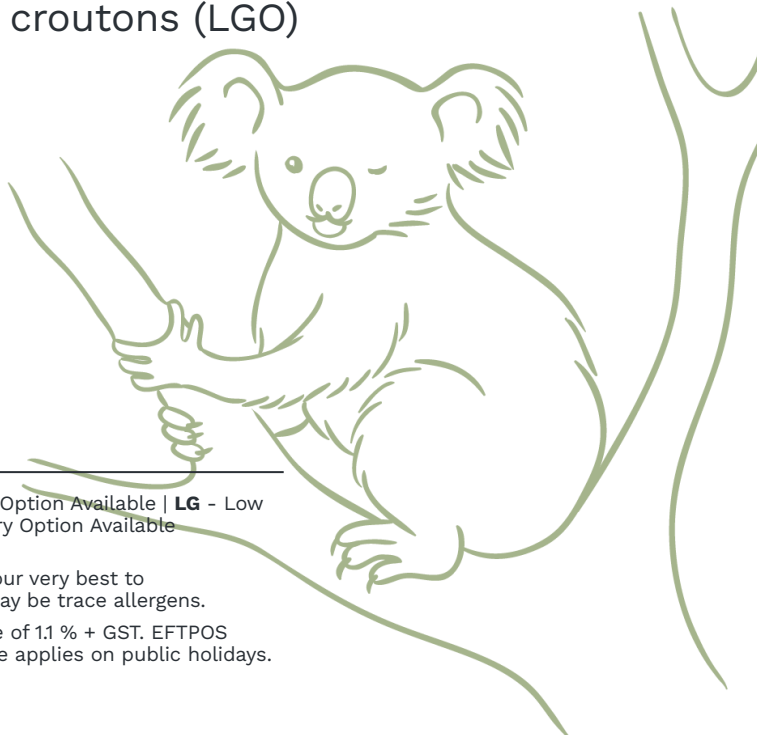 croutons (LGO)
Option Available | LG - Low
ry Option Available
our very best to
ay be trace allergens.
e of 1.1 % + GST. EFTPOS
e applies on public holidays.